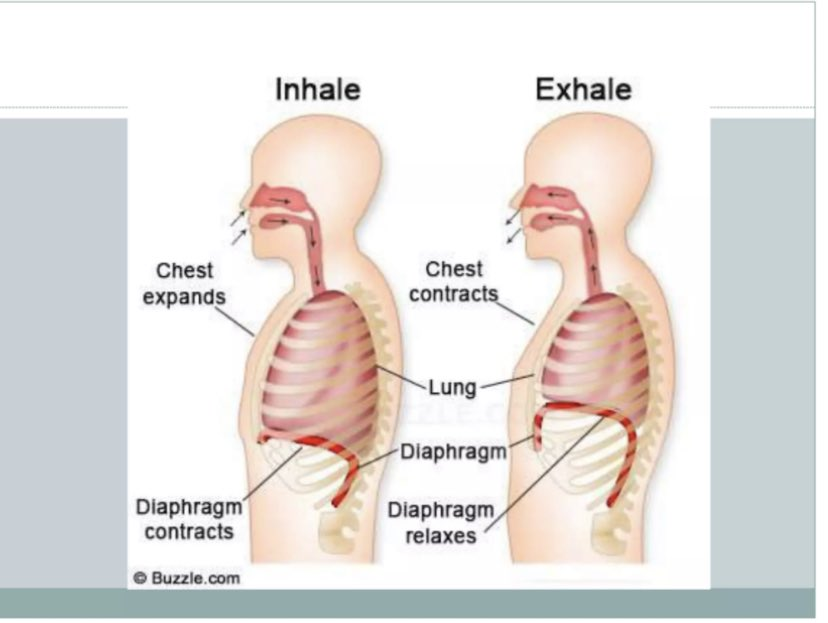 Inhale
Exhale
Chest
expands
Chest
contracts
Lung
Diaphragm
Diaphragm
contracts
Diaphragm
relaxes
© Buzzle.com